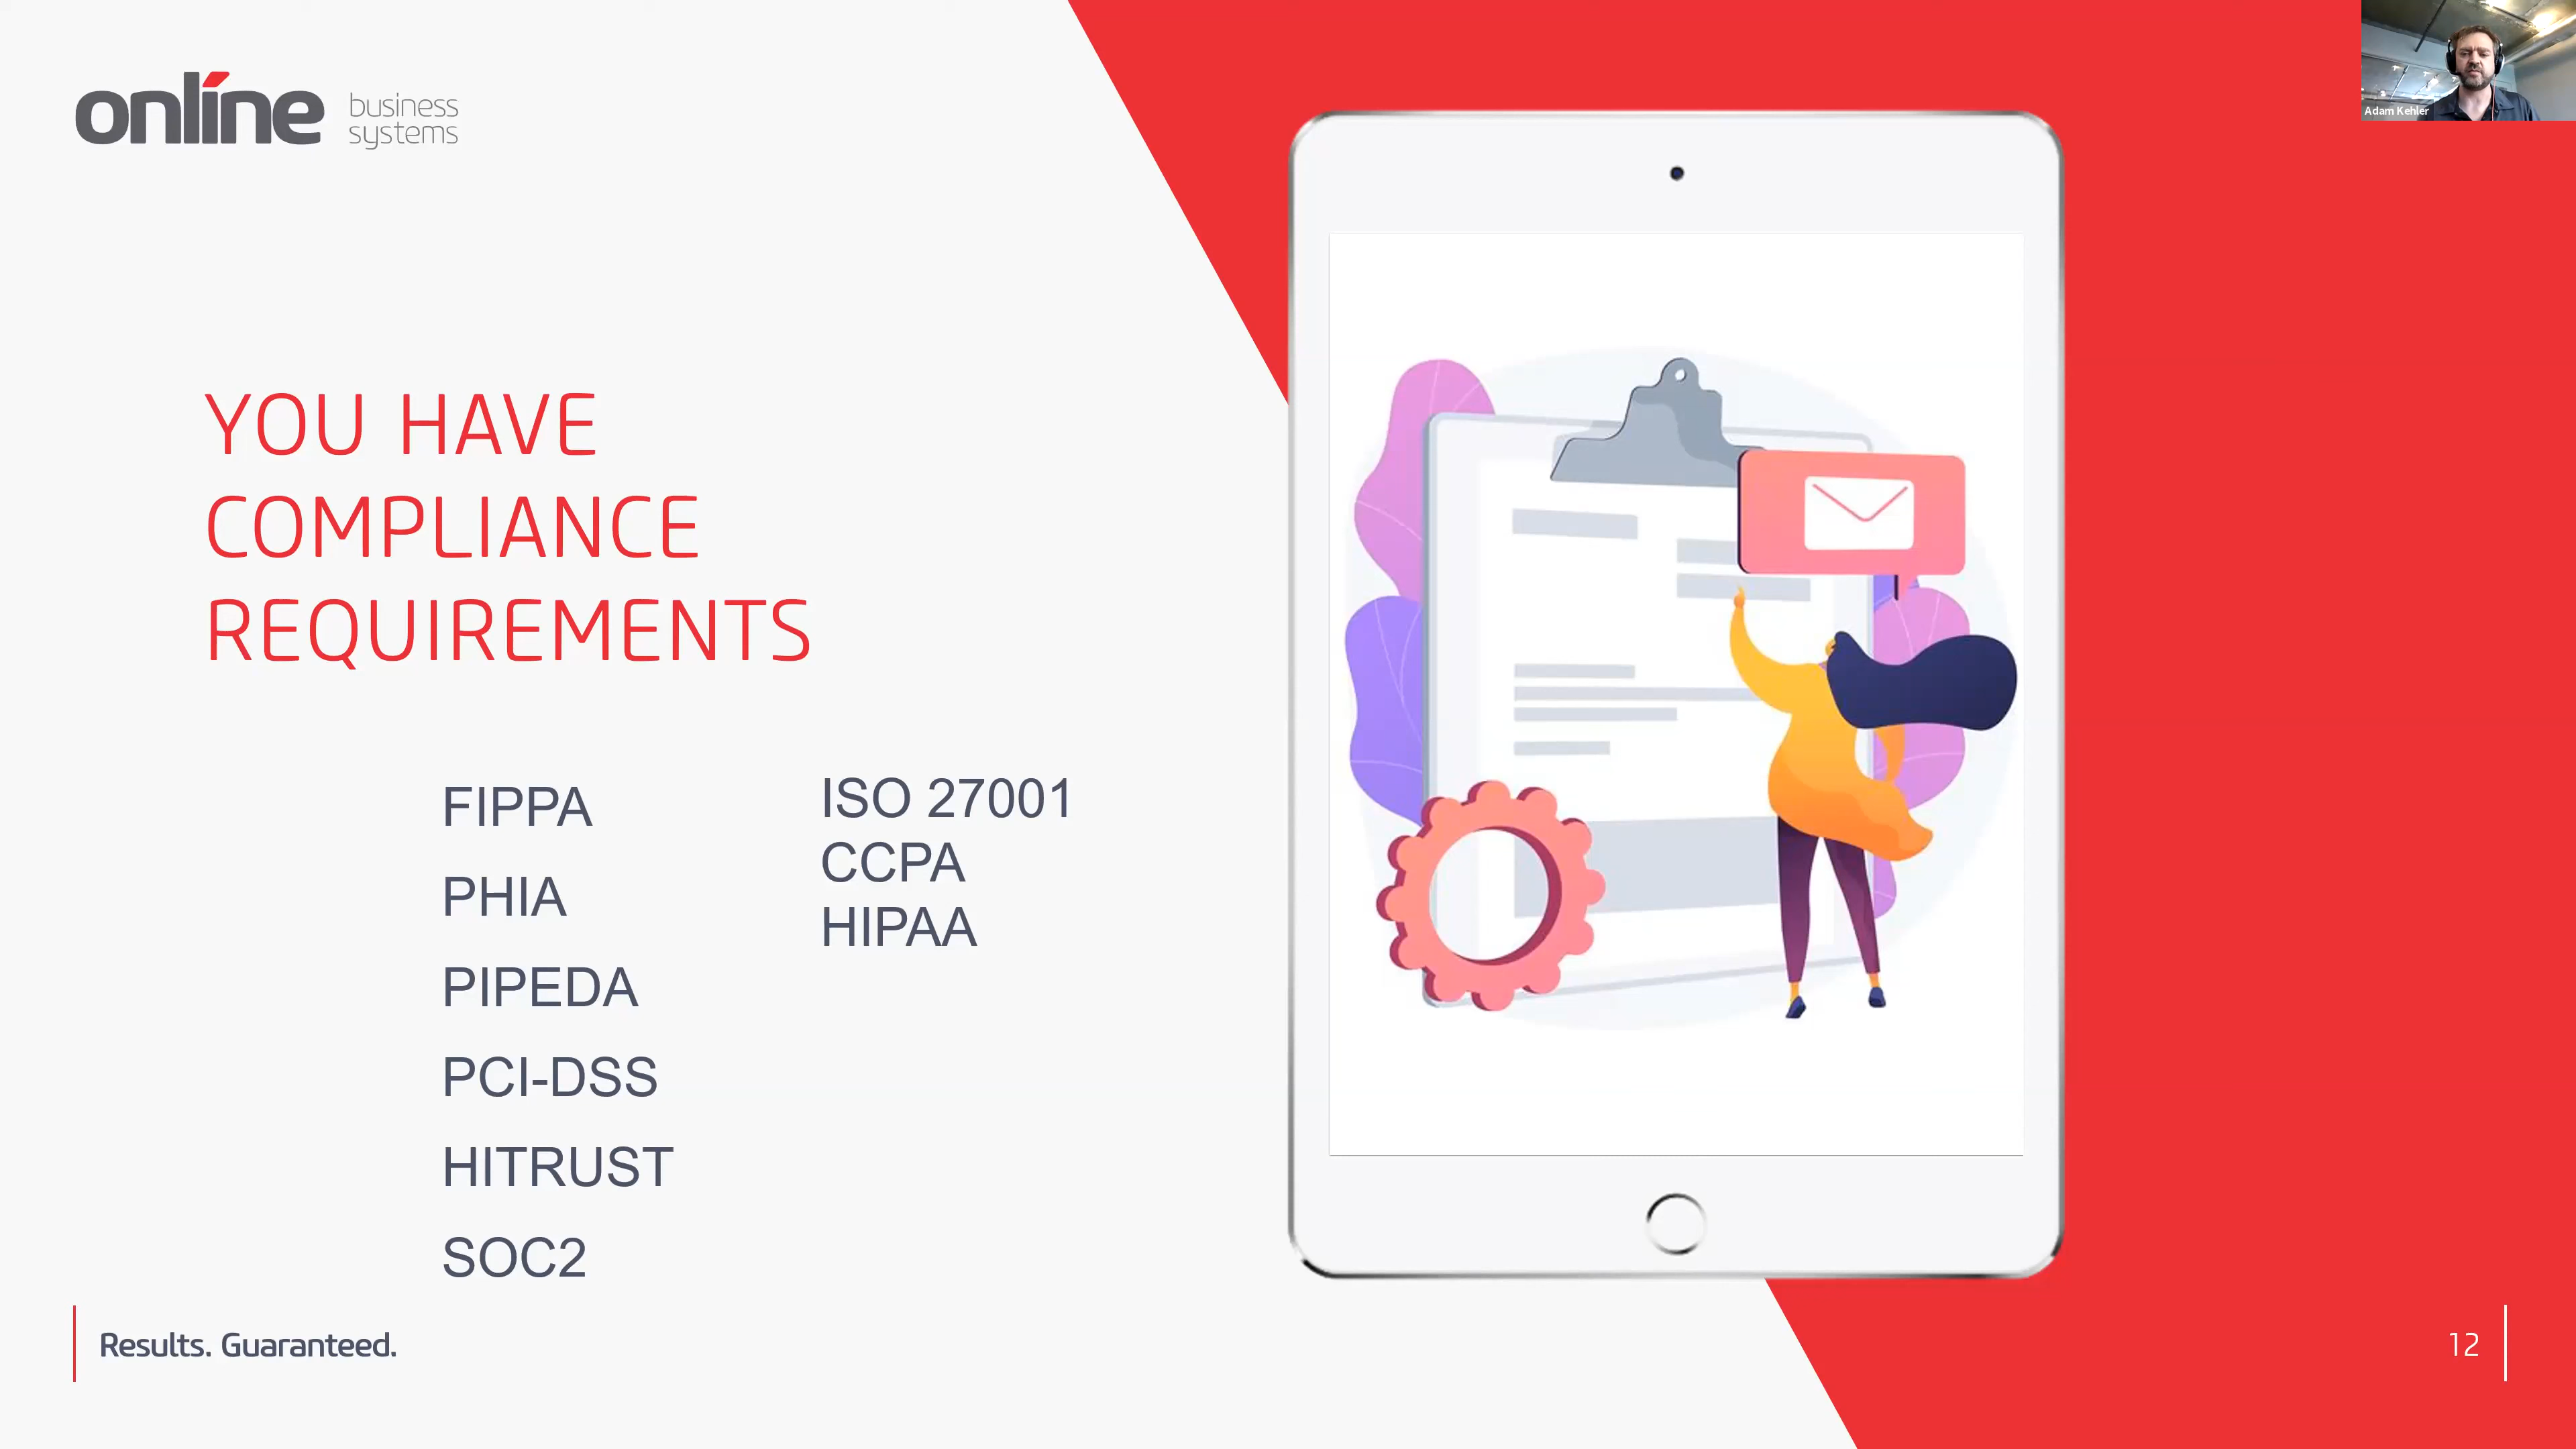 online business systems
Adam Kehler
YOU HAVE
COMPLIANCE
REQUIREMENTS
FIPPA
PHIA
PIPEDA
PCI-DSS
HITRUST
SOC2
ISO 27001
CCPA
HIPAA
Results. Guaranteed.
12